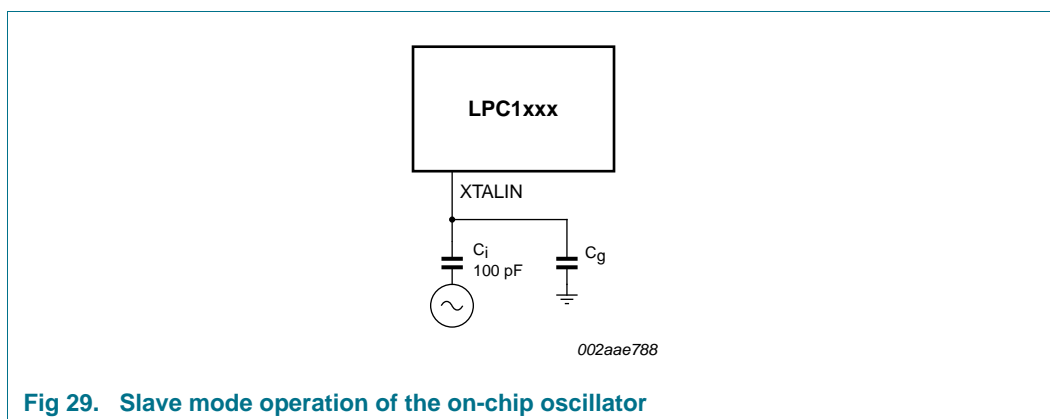 LPC1xxx
XTALIN
Ci
100 pF
Cg
002aae788
Fig 29. Slave mode operation of the on-chip oscillator